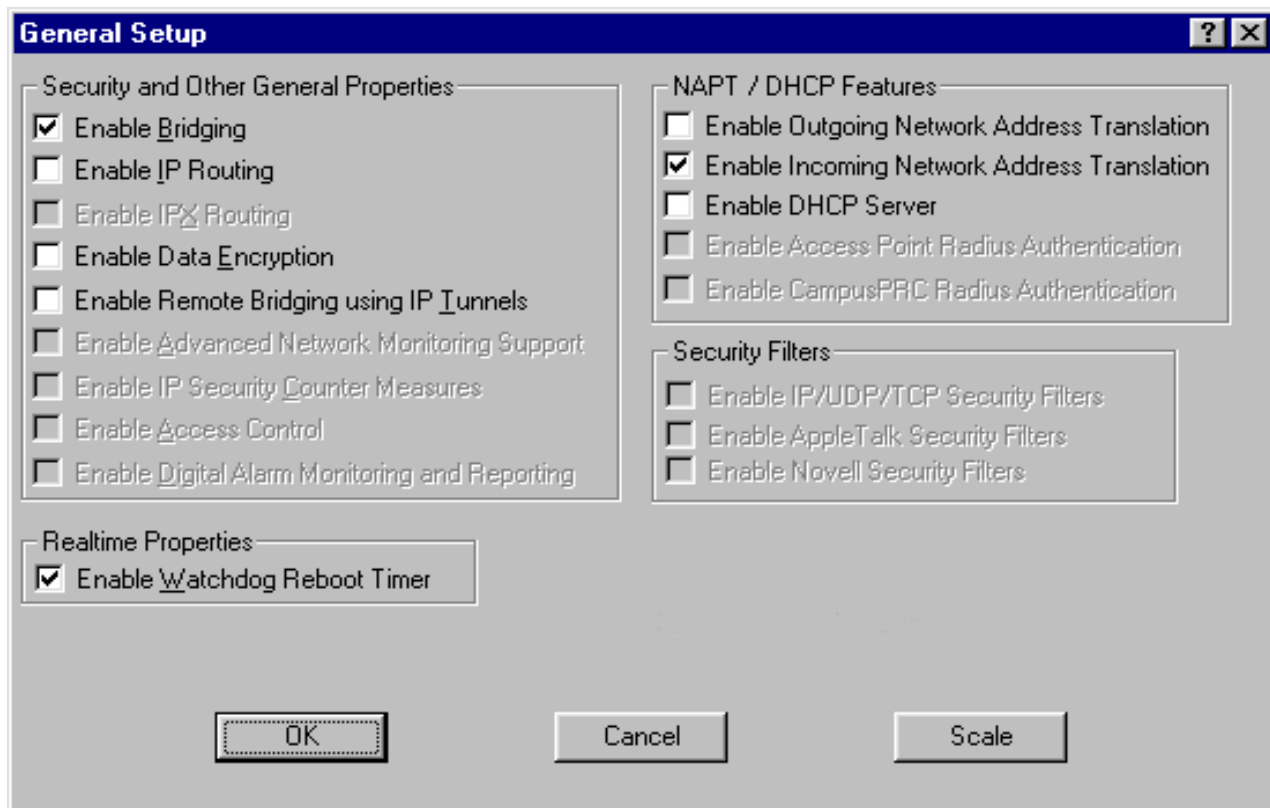 General Setup
Security and Other General Properties
Enable Bridging
Enable IP Routing
Enable IPX Routing
Enable Data Encryption
Enable Remote Bridging using IP Tunnels
Enable Advanced Network Monitoring Support
Enable IP Security Counter Measures
Enable Access Control
Enable Digital Alarm Monitoring and Reporting
NAPT / DHCP Features
Enable Outgoing Network Address Translation
Enable Incoming Network Address Translation
Enable DHCP Server
Enable Access Point Radius Authentication
Enable CampusPRC Radius Authentication
Security Filters
Enable IP/UDP/TCP Security Filters
Enable AppleTalk Security Filters
Enable Novell Security Filters
Realtime Properties
Enable Watchdog Reboot Timer
OK
Cancel
Scale